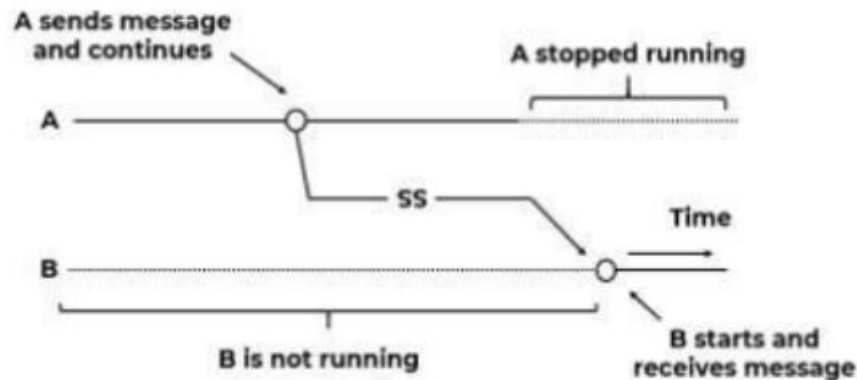 A sends message
and continues
A stopped running
A
SS
Time
B
B is not running
B starts and
receives message